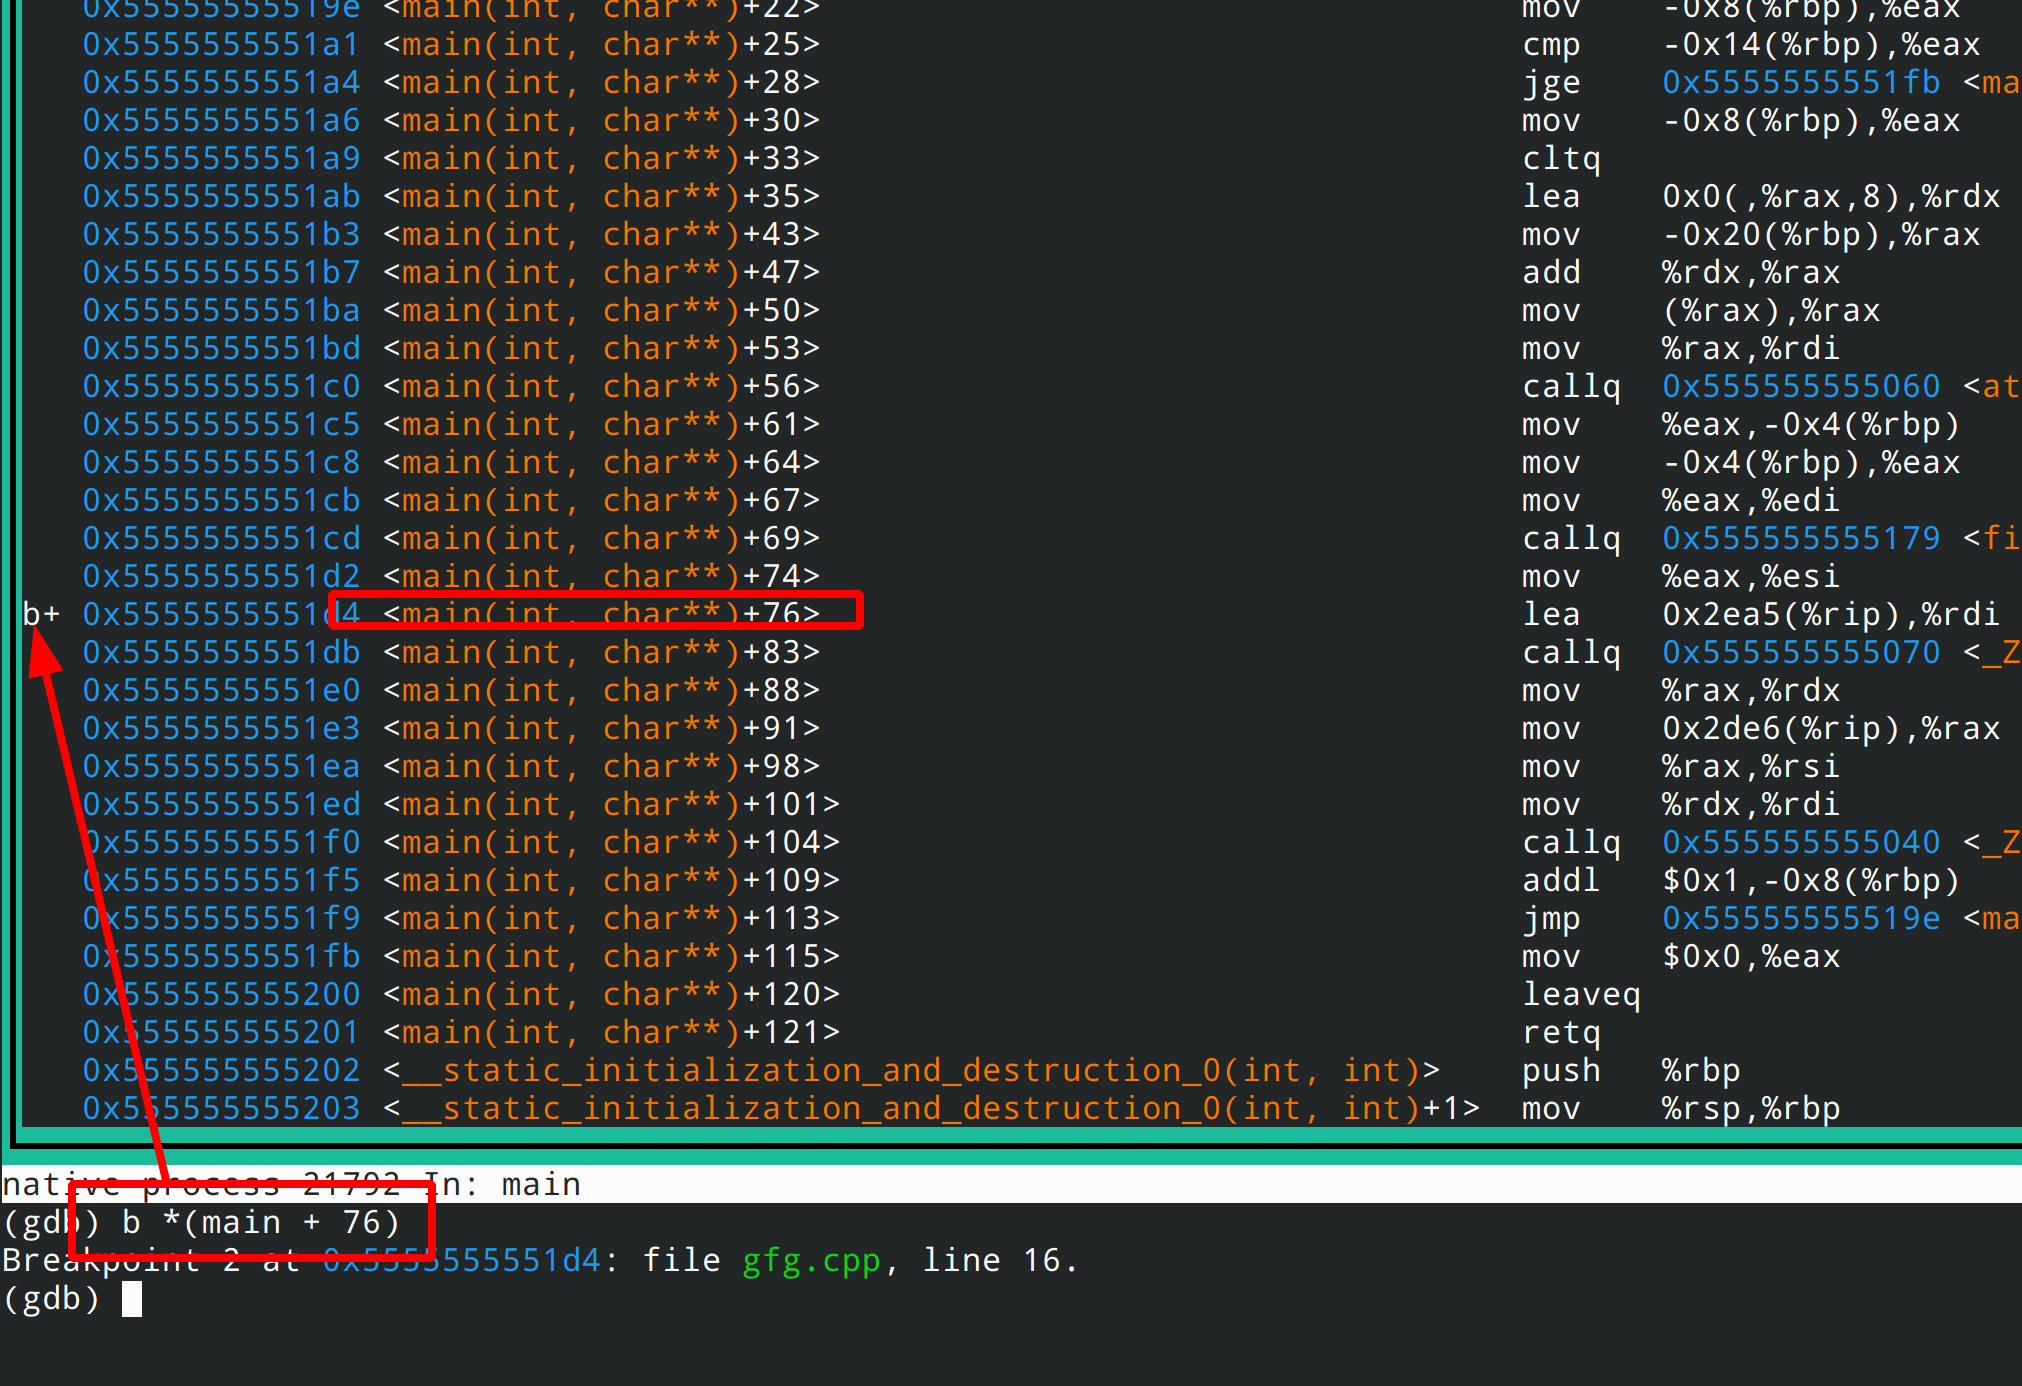 0x55555555519e <main(int, char**)+22> mov -0x8(%rbp),%eax
0x5555555551a1 <main(int, char**)+25> cmp -0x14(%rbp),%eax
0x5555555551a4 <main(int, char**)+28> jge 0x5555555551fb <ma
0x5555555551a6 <main(int, char**)+30> mov -0x8(%rbp),%eax
0x5555555551a9 <main(int, char**)+33> cltq
0x5555555551ab <main(int, char**)+35> lea 0x0(,%rax,8),%rdx
0x5555555551b3 <main(int, char**)+43> mov -0x20(%rbp),%rax
0x5555555551b7 <main(int, char**)+47> add %rdx,%rax
0x5555555551ba <main(int, char**)+50> mov (%rax),%rax
0x5555555551bd <main(int, char**)+53> mov %rax,%rdi
0x5555555551c0 <main(int, char**)+56> callq 0x555555555060 <at
0x5555555551c5 <main(int, char**)+61> mov %eax,-0x4(%rbp)
0x5555555551c8 <main(int, char**)+64> mov -0x4(%rbp),%eax
0x5555555551cb <main(int, char**)+67> mov %eax,%edi
0x5555555551cd <main(int, char**)+69> callq 0x555555555179 <fi
0x5555555551d2 <main(int, char**)+74> mov %eax,%esi
b+ 0x5555555551d4 <main(int, char**)+76> lea 0x2ea5(%rip),%rdi
0x5555555551db <main(int, char**)+83> callq 0x555555555070 <_Z
0x5555555551e0 <main(int, char**)+88> mov %rax,%rdx
0x5555555551e3 <main(int, char**)+91> mov 0x2de6(%rip),%rax
0x5555555551ea <main(int, char**)+98> mov %rax,%rsi
0x5555555551ed <main(int, char**)+101> mov %rdx,%rdi
0x5555555551f0 <main(int, char**)+104> callq 0x555555555040 <_Z
0x5555555551f5 <main(int, char**)+109> addl $0x1,-0x8(%rbp)
0x5555555551f9 <main(int, char**)+113> jmp 0x55555555519e <ma
0x5555555551fb <main(int, char**)+115> mov $0x0,%eax
0x555555555200 <main(int, char**)+120> leaveq
0x555555555201 <main(int, char**)+121> retq
0x555555555202 <__static_initialization_and_destruction_0(int, int)> push %rbp
0x555555555203 <__static_initialization_and_destruction_0(int, int)+1> mov %rsp,%rbp
native process 21792 In: main
(gdb) b *(main + 76)
Breakpoint 2 at 0x5555555551d4: file gfg.cpp, line 16.
(gdb)